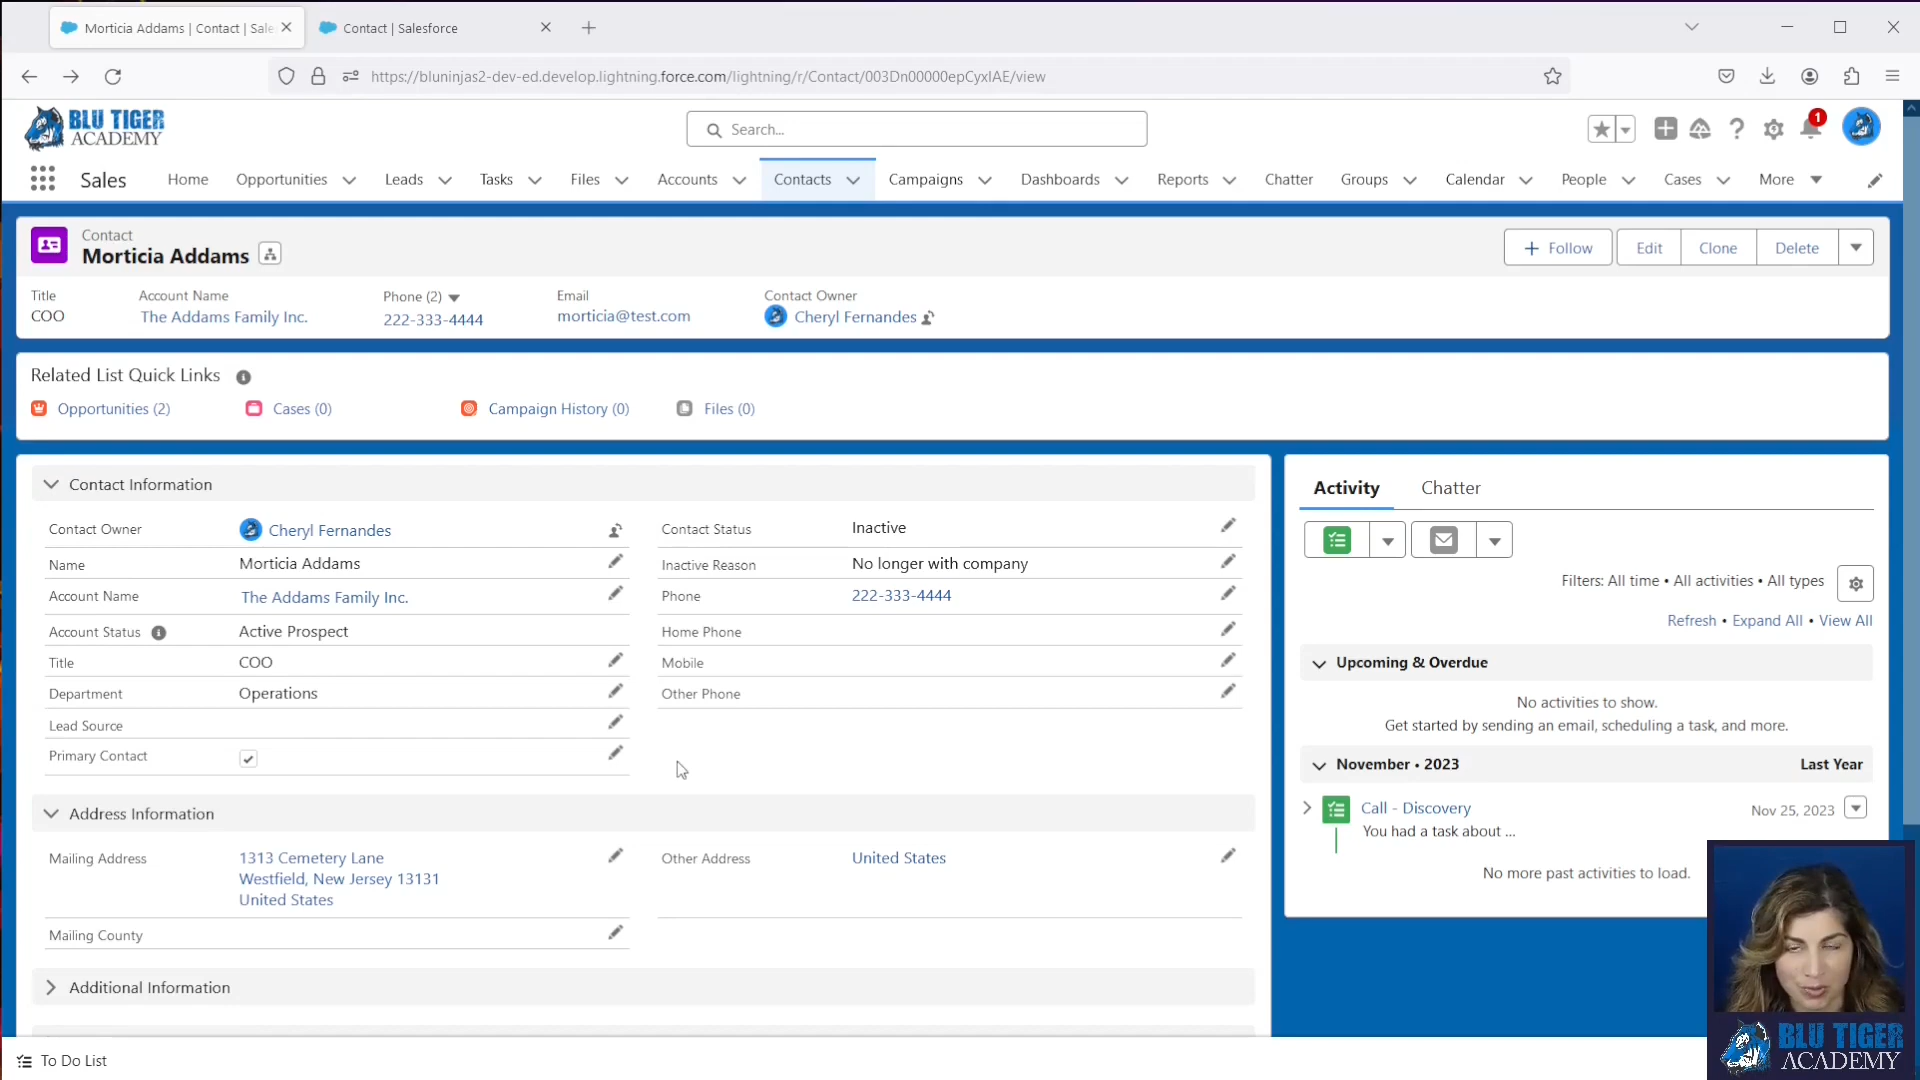 Morticia Addams | Contact | Sale
Contact | Salesforce
https://bluninjas2-dev-ed.develop.lightning.force.com/lightning/r/Contact/003Dn00000epCyxIAE/view
BLU TIGER
ACADEMY
Search...
1
Sales
Home
Opportunities
Leads
Tasks
Files
Accounts
Contacts
Campaigns
Dashboards
Reports
Chatter
Groups
Calendar
People
Cases
More
Contact
Morticia Addams
Follow
Edit
Clone
Delete
Title
COO
Account Name
The Addams Family Inc.
Phone (2)
222-333-4444
Email
morticia@test.com
Contact Owner
Cheryl Fernandes
Related List Quick Links
Opportunities (2)
Cases (0)
Campaign History (0)
Files (0)
Contact Information
Contact Owner
Cheryl Fernandes
Name
Morticia Addams
Account Name
The Addams Family Inc.
Account Status
Active Prospect
Title
COO
Department
Operations
Lead Source
Primary Contact
Contact Status
Inactive
Inactive Reason
No longer with company
Phone
222-333-4444
Home Phone
Mobile
Other Phone
Address Information
Mailing Address
1313 Cemetery Lane
Westfield, New Jersey 13131
United States
Other Address
United States
Mailing County
Additional Information
Activity
Chatter
Filters: All time • All activities • All types
Refresh • Expand All • View All
Upcoming & Overdue
No activities to show.
Get started by sending an email, scheduling a task, and more.
November • 2023
Last Year
Call - Discovery
Nov 25, 2023
You had a task about ...
No more past activities to load.
To Do List
BLU TIGER
ACADEMY